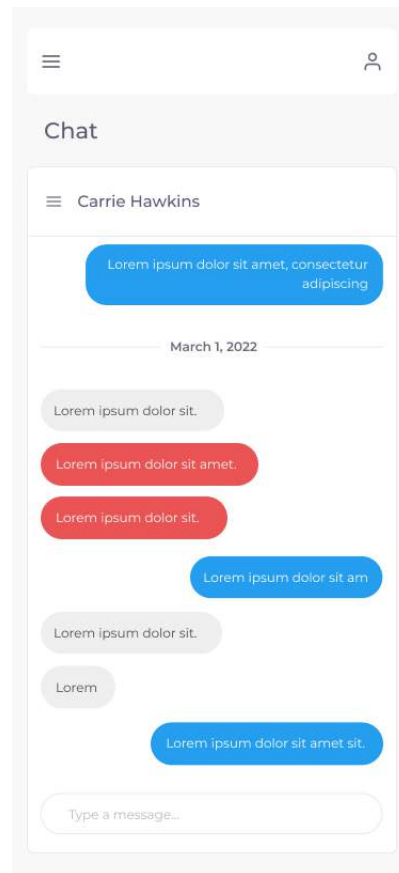 Chat
Carrie Hawkins
Lorem ipsum dolor sit amet, consectetur
adipiscing
March 1, 2022
Lorem ipsum dolor sit.
Lorem ipsum dolor sit amet.
Lorem ipsum dolor sit.
Lorem ipsum dolor sit am
Lorem ipsum dolor sit.
Lorem
Lorem ipsum dolor sit amet sit.
Type a message...